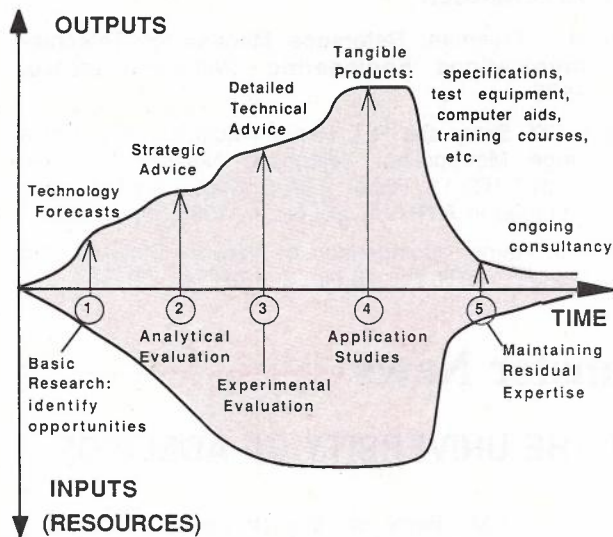 OUTPUTS
Tangible
Products:
specifications,
test equipment,
computer aids,
training courses,
etc.
Detailed
Technical
Advice
Strategic
Advice
Technology
Forecasts
ongoing
consultancy
1
2
3
4
5
TIME
Basic
Research:
identify
opportunities
Analytical
Evaluation
Experimental
Evaluation
Application
Studies
Maintaining
Residual
Expertise
INPUTS
(RESOURCES)